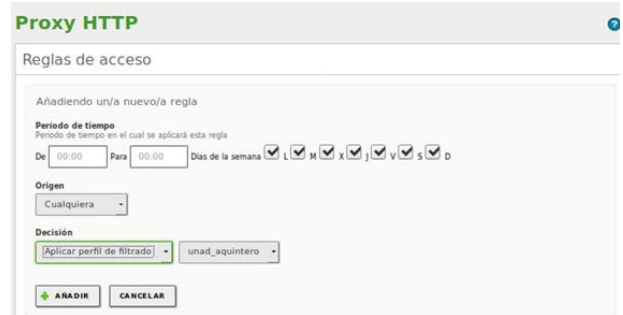 Proxy HTTP
Reglas de acceso
Añadiendo un/a nuevo/a regla
Período de tiempo
Periodo de tiempo en el cual se aplicará esta regla
De 00:00 Para 00:00 Días de la semana L M X J V S D
Origen
Cualquiera
Decisión
Aplicar perfil de filtrado unad_aquintero
AÑADIR CANCELAR